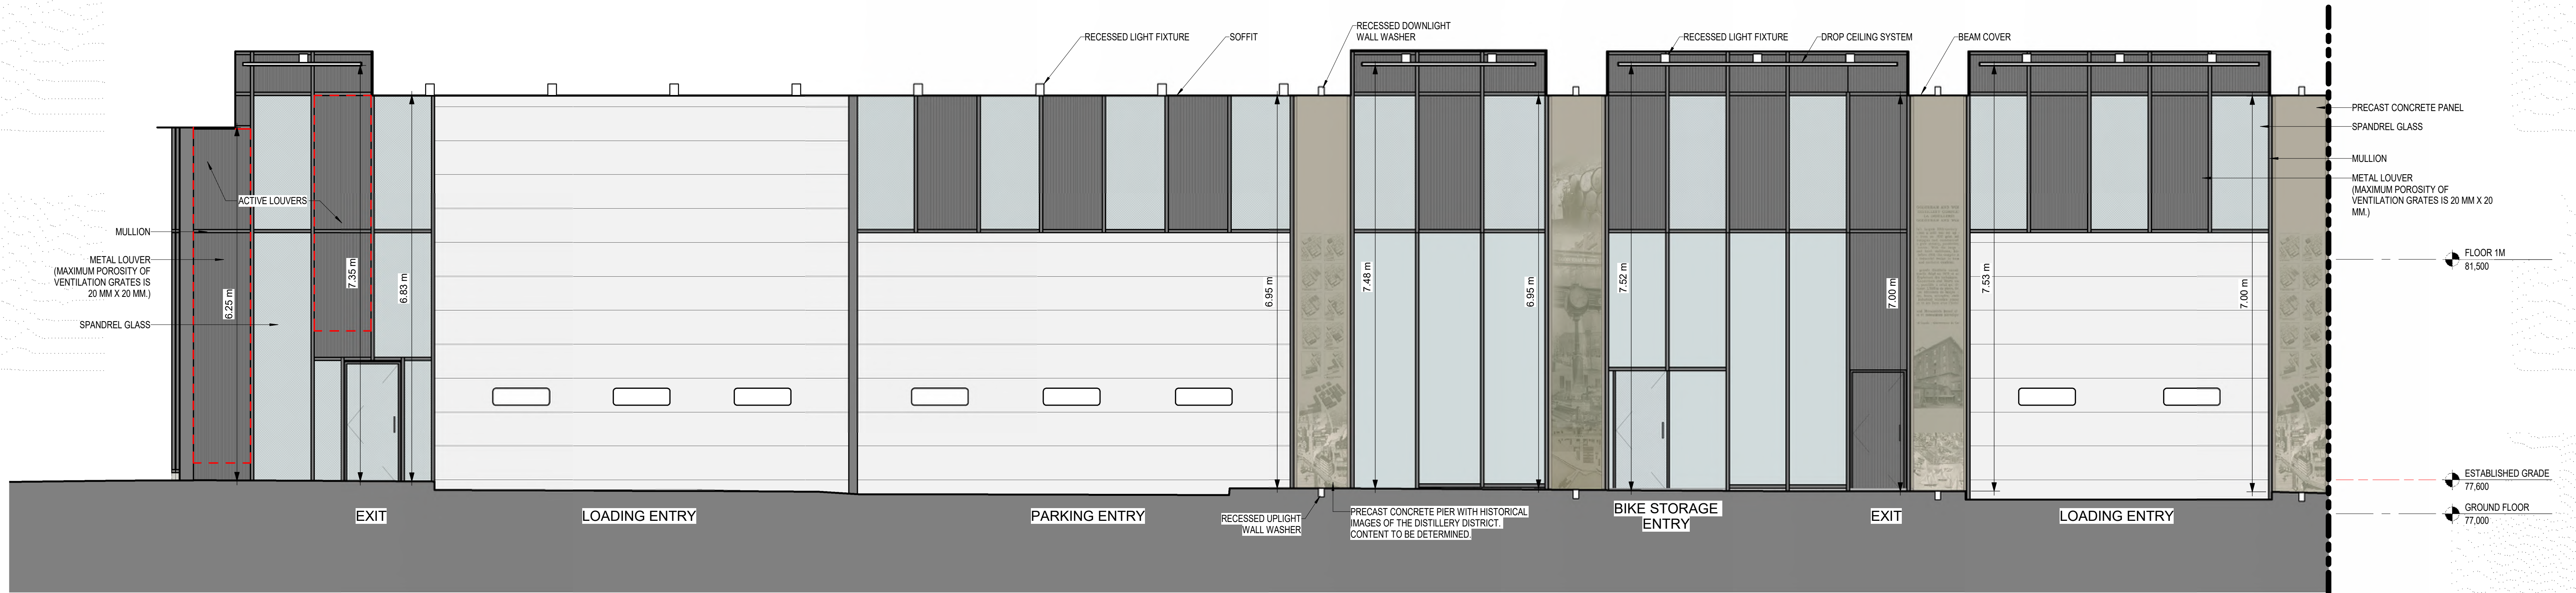 RECESSED DOWNLIGHT
WALL WASHER
RECESSED LIGHT FIXTURE
SOFFIT
RECESSED LIGHT FIXTURE
DROP CEILING SYSTEM
BEAM COVER
PRECAST CONCRETE PANEL
SPANDREL GLASS
MULLION
METAL LOUVER
(MAXIMUM POROSITY OF
VENTILATION GRATES IS 20 MM X 20
MM.)
ACTIVE LOUVERS
MULLION
METAL LOUVER
(MAXIMUM POROSITY OF
VENTILATION GRATES IS
20 MM X 20 MM.)
SPANDREL GLASS
6.25 m
7.35 m
6.83 m
6.95 m
7.48 m
6.95 m
7.52 m
7.00 m
7.53 m
7.00 m
FLOOR 1M
81,500
ESTABLISHED GRADE
77,600
GROUND FLOOR
77,000
EXIT
LOADING ENTRY
PARKING ENTRY
RECESSED UPLIGHT
WALL WASHER
PRECAST CONCRETE PIER WITH HISTORICAL
IMAGES OF THE DISTILLERY DISTRICT.
CONTENT TO BE DETERMINED.
BIKE STORAGE
ENTRY
EXIT
LOADING ENTRY